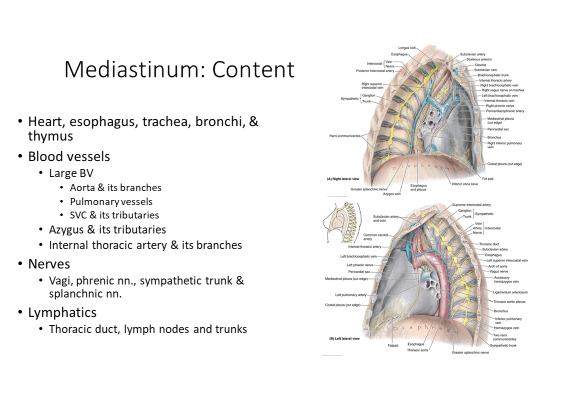 Mediastinum: Content
• Heart, esophagus, trachea, bronchi, &
thymus
• Blood vessels
• Large BV
• Aorta & its branches
• Pulmonary vessels
• SVC & its tributaries
• Azygus & its tributaries
• Internal thoracic artery & its branches
• Nerves
• Vagi, phrenic nn., sympathetic trunk &
splanchnic nn.
• Lymphatics
• Thoracic duct, lymph nodes and trunks
Longus colli
Esophagus
Intercostal
Vein
Nerve
Posterior intercostal artery
Right superior
intercostal vein
Sympathetic
Ganglion
Trunk
Rami communicantes
(A) Right lateral view
Greater splanchnic nerve
Azygos vein
Esophagus
and plexus
Inferior vena cava
Fat pad
Subclavian artery
Scalenus anterior
Clavicle
Subclavian vein
Brachiocephalic trunk
Internal thoracic artery
Right brachiocephalic vein
Right vagus nerve on trachea
Left brachiocephalic vein
Internal thoracic vein
Right phrenic nerve
Pericardiacophrenic artery
Mediastinal pleura
(cut edge)
Pericardial sac
Bronchus
Right inferior pulmonary
vein
Costal pleura (cut edge)
Subclavian artery
and vein
Common carotid
artery
Internal thoracic artery
Left brachiocephalic vein
Left phrenic nerve
Pericardial sac
Mediastinal pleura
(cut edge)
Left pulmonary artery
Costal pleura (cut edge)
(B) Left lateral view
Fat pad
Esophagus
Thoracic aorta
Greater splanchnic nerve
Supreme intercostal artery
Ganglion
Trunk
Sympathetic
Vein
Artery
Nerve
Intercostal
Thoracic duct
Subclavian artery
Esophagus
Left superior intercostal vein
Arch of aorta
Vagus nerve
Accessory
hemiazygos vein
Ligamentum arteriosum
Thoracic aortic plexus
Bronchus
Inferior pulmonary
vein
Hemiazygos vein
Two rami
communicantes
Sympathetic trunk